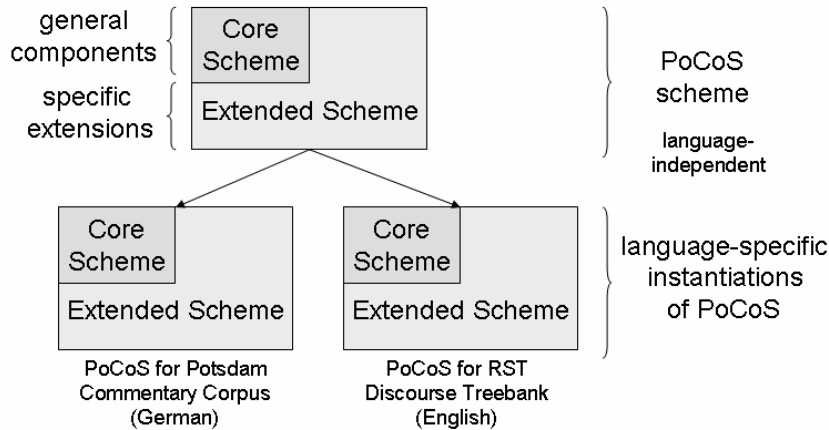 general
components
Core
Scheme
specific
extensions
Extended Scheme
PoCoS
scheme
language-
independent
Core
Scheme
Extended Scheme
Core
Scheme
Extended Scheme
language-specific
instantiations
of PoCoS
PoCoS for Potsdam
Commentary Corpus
(German)
PoCoS for RST
Discourse Treebank
(English)